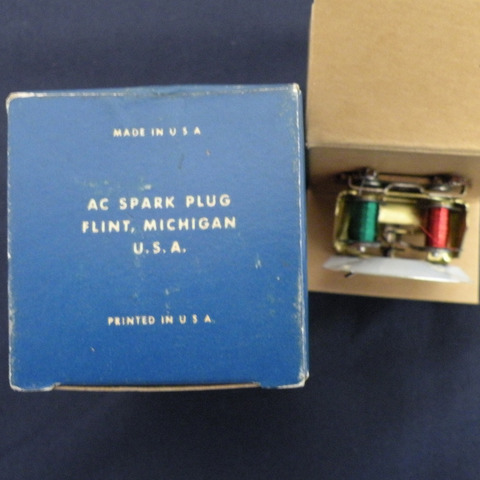 MADE IN U S A
AC SPARK PLUG
FLINT, MICHIGAN
U.S.A.
PRINTED IN U S A.